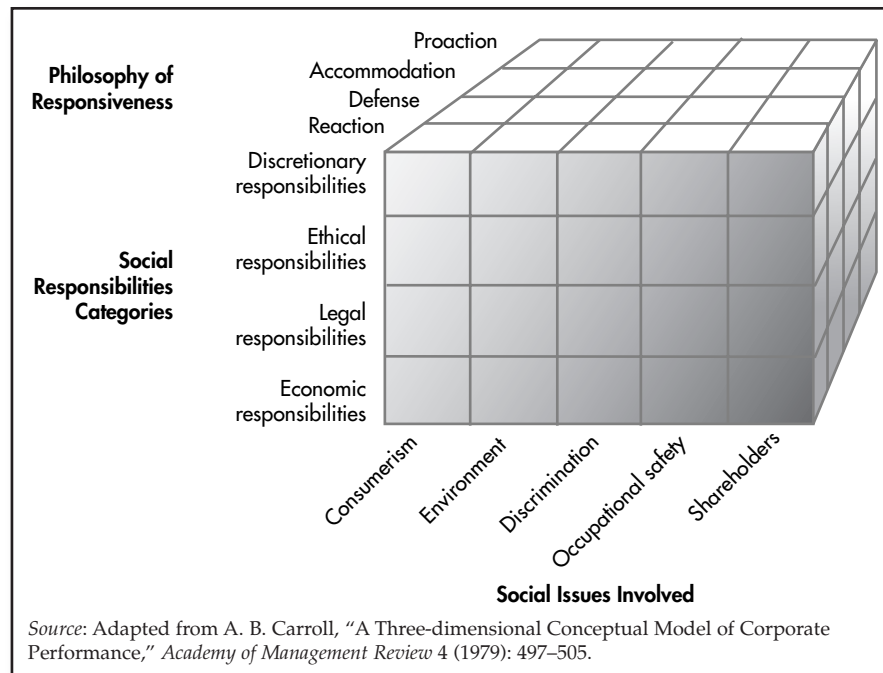 Philosophy of
Responsiveness
Proaction
Accommodation
Defense
Reaction
Social
Responsibilities
Categories
Discretionary
responsibilities
Ethical
responsibilities
Legal
responsibilities
Economic
responsibilities
Consumerism
Environment
Discrimination
Occupational safety
Shareholders
Social Issues Involved
Source: Adapted from A. B. Carroll, “A Three-dimensional Conceptual Model of Corporate
Performance,” Academy of Management Review 4 (1979): 497–505.